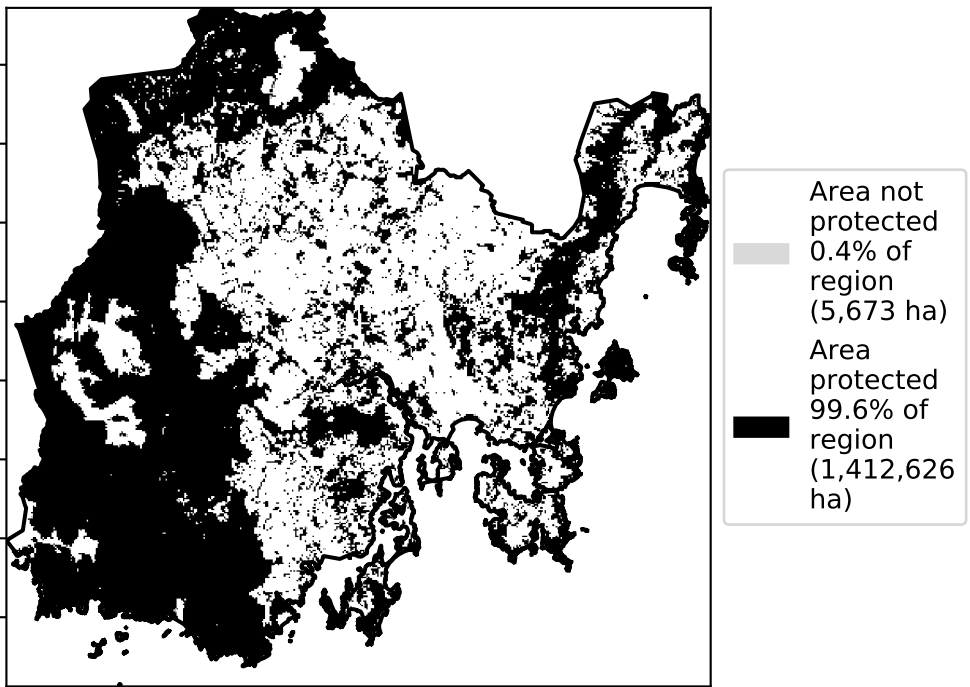 Area not
protected
0.4% of
region
(5,673 ha)
Area
protected
99.6% of
region
(1,412,626
ha)